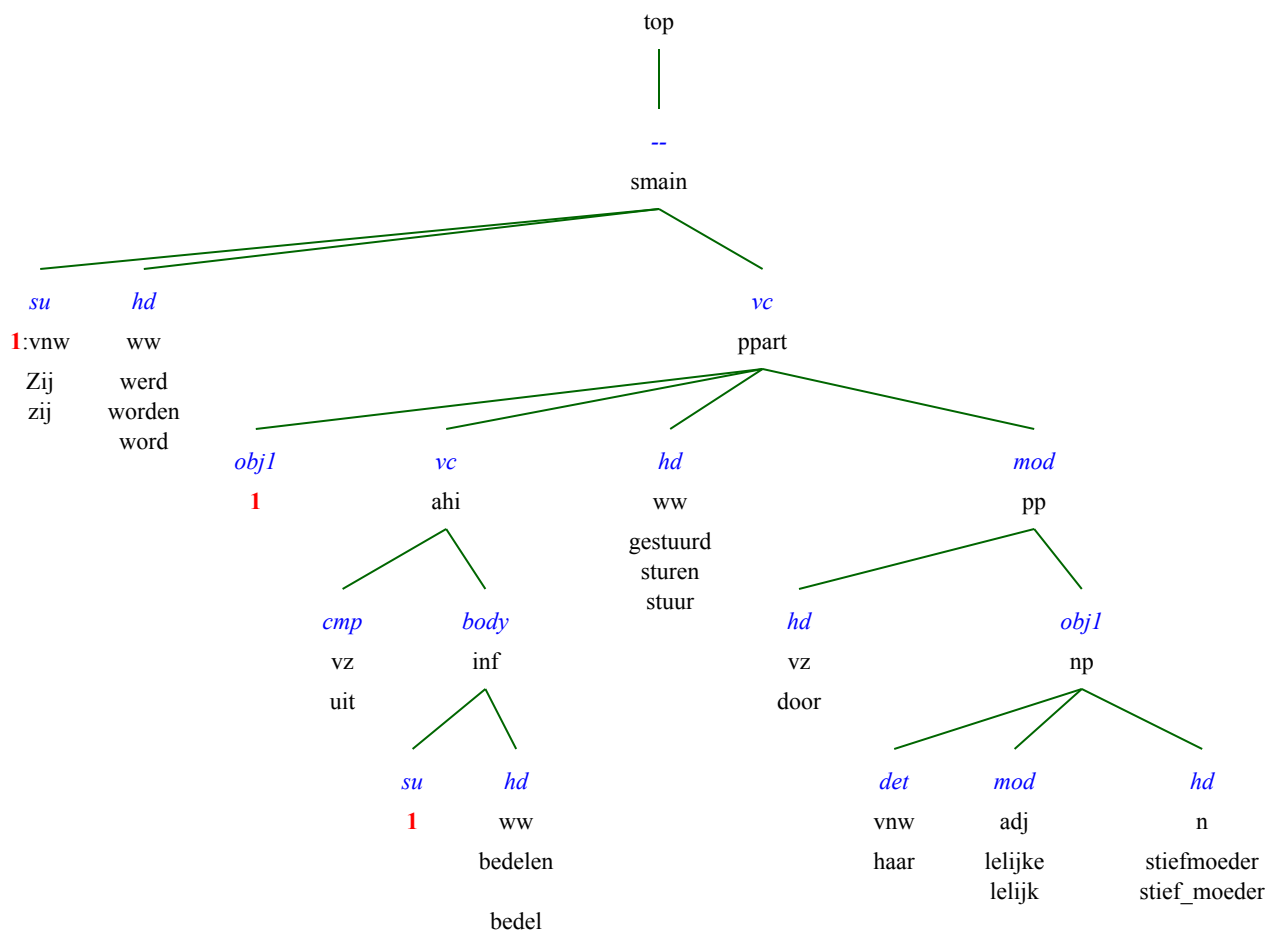 top
--
smain
su hd vc
1:vnw ww ppart
Zij werd
zij worden
word
obj1 vc hd mod
1 ahi ww pp
gestuurd
sturen
stuur
cmp body hd obj1
vz inf vz np
uit door
su hd det mod hd
1 ww vnw adj n
bedelen haar lelijke stiefmoeder
lelijk stief_moeder
bedel